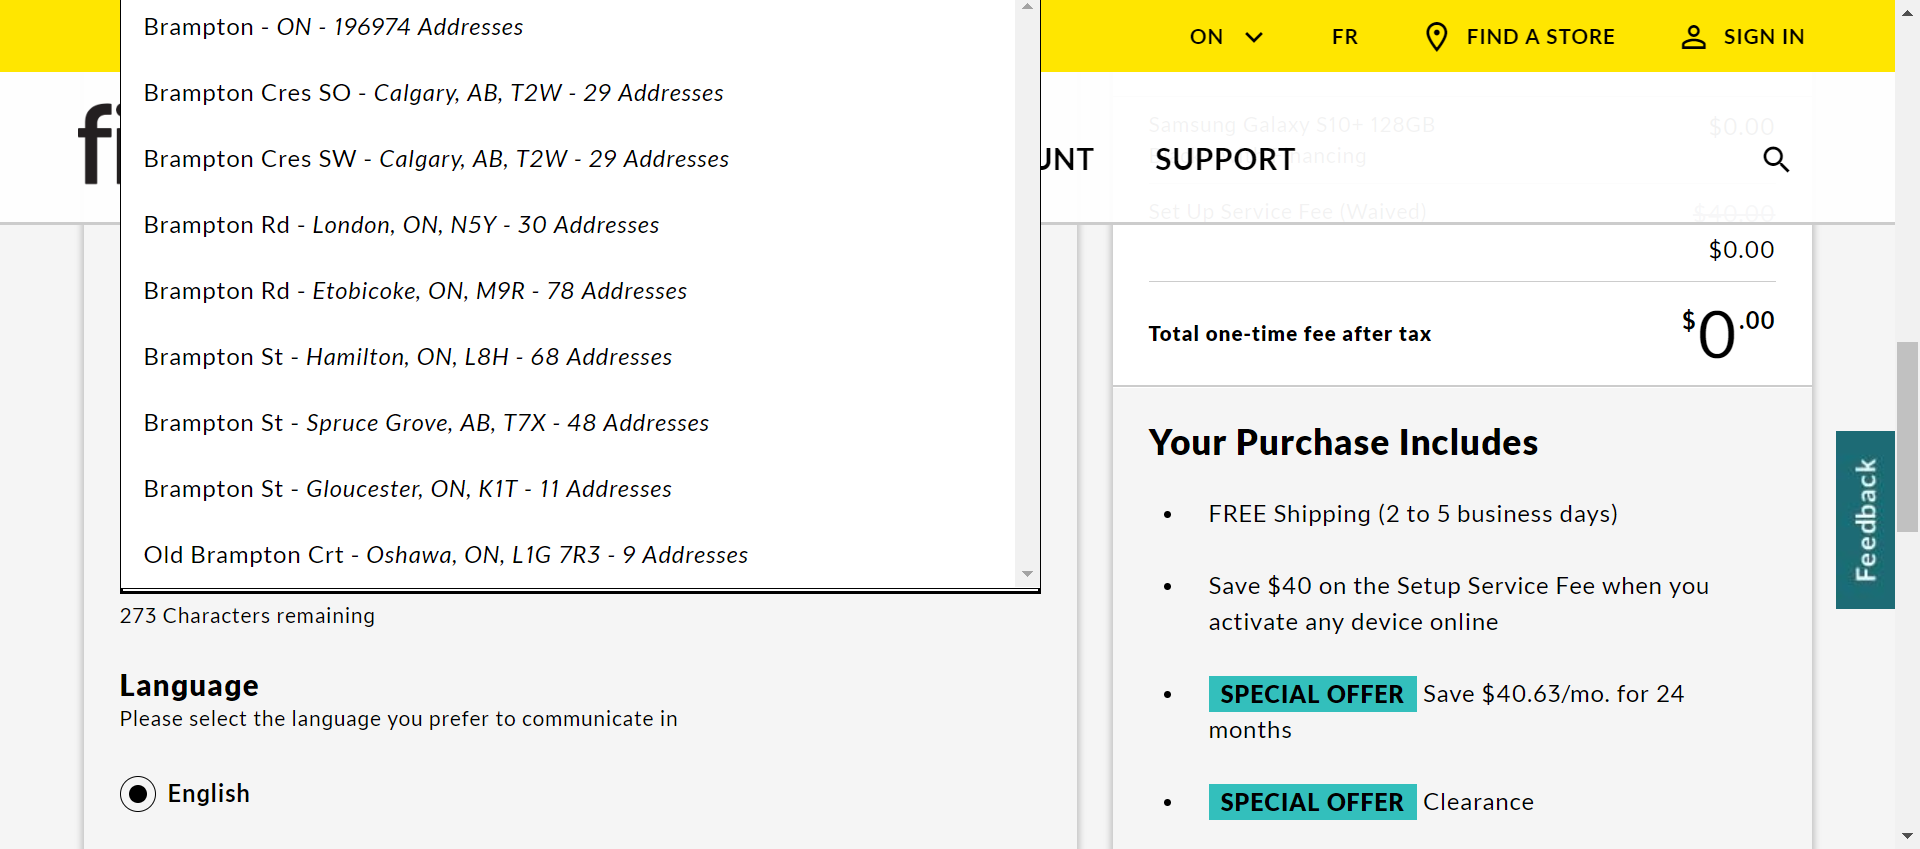 Brampton - ON - 196974 Addresses
Brampton Cres SO - Calgary, AB, T2W - 29 Addresses
Brampton Cres SW - Calgary, AB, T2W - 29 Addresses
Brampton Rd - London, ON, N5Y - 30 Addresses
Brampton Rd - Etobicoke, ON, M9R - 78 Addresses
Brampton St - Hamilton, ON, L8H - 68 Addresses
Brampton St - Spruce Grove, AB, T7X - 48 Addresses
Brampton St - Gloucester, ON, K1T - 11 Addresses
Old Brampton Crt - Oshawa, ON, L1G 7R3 - 9 Addresses
273 Characters remaining
Language
Please select the language you prefer to communicate in
English
ON
FR
FIND A STORE
SIGN IN
SUPPORT
Samsung Galaxy S10+ 128GB
$0.00
Set Up Service Fee (Waived)
$40.00
$0.00
Total one-time fee after tax
$0.00
Your Purchase Includes
FREE Shipping (2 to 5 business days)
Save $40 on the Setup Service Fee when you
activate any device online
SPECIAL OFFER Save $40.63/mo. for 24
months
SPECIAL OFFER Clearance
Feedback